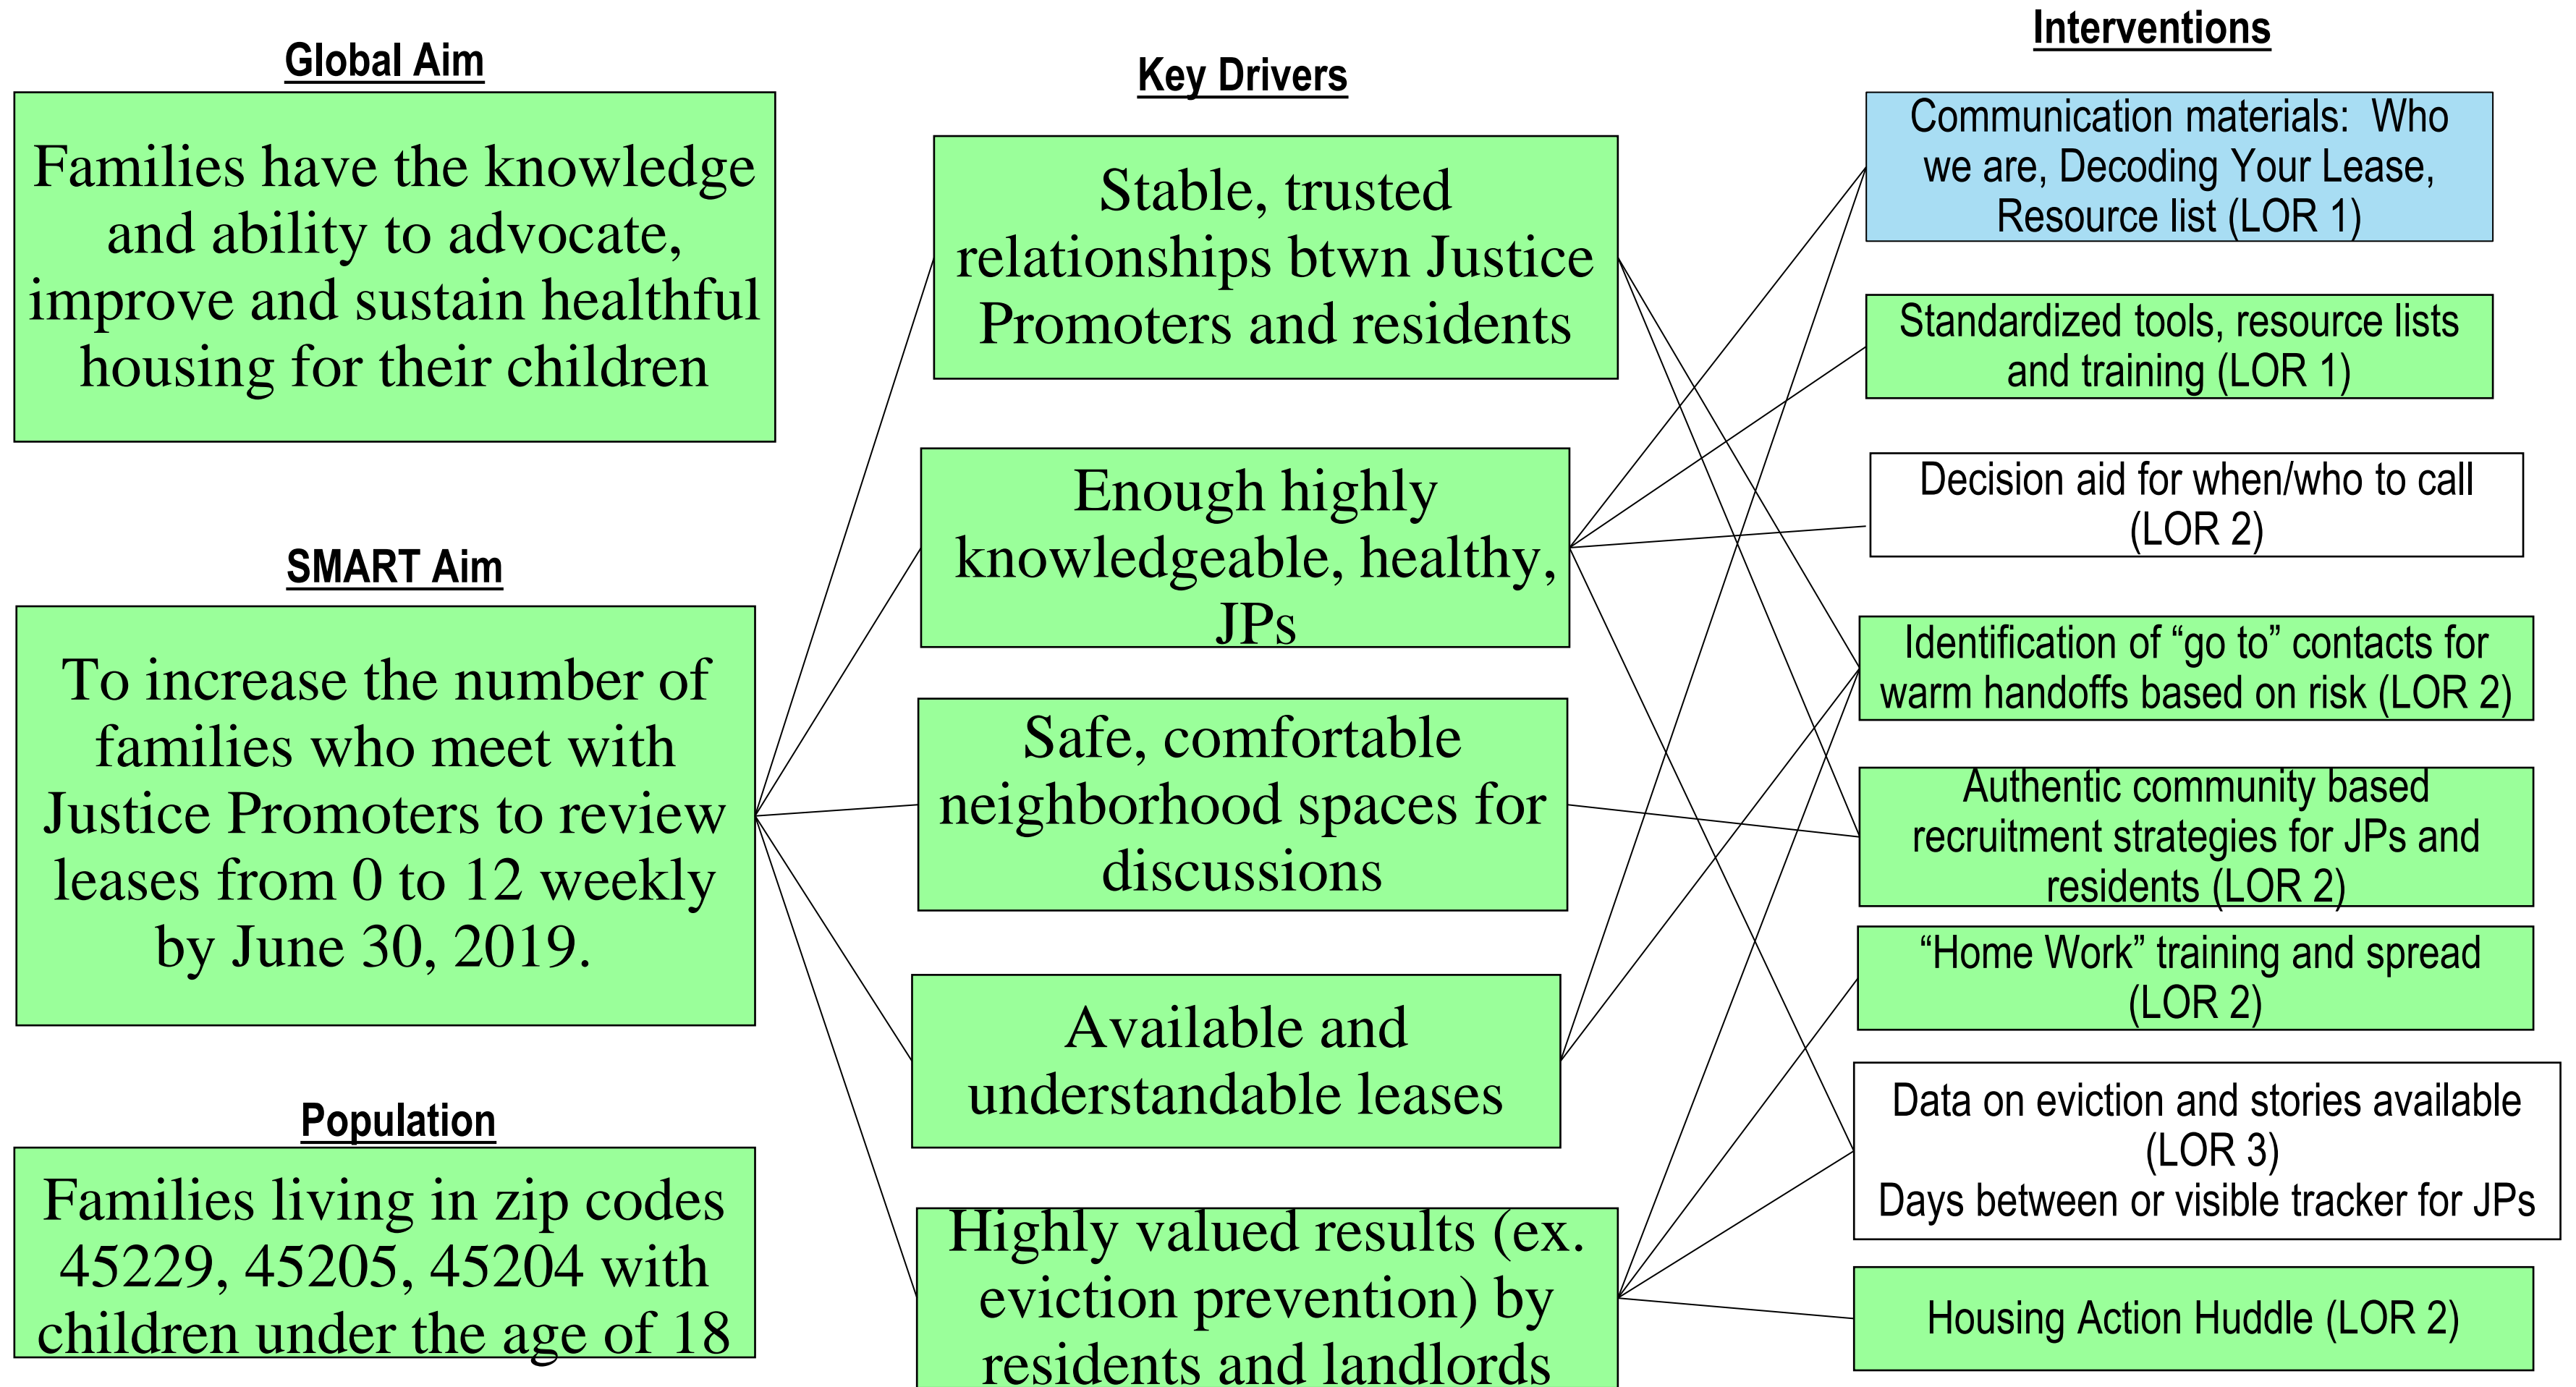 Global Aim
Families have the knowledge
and ability to advocate,
improve and sustain healthful
housing for their children
SMART Aim
To increase the number of
families who meet with
Justice Promoters to review
leases from 0 to 12 weekly
by June 30, 2019.
Population
Families living in zip codes
45229, 45205, 45204 with
children under the age of 18
Key Drivers
Stable, trusted
relationships btwn Justice
Promoters and residents
Enough highly
knowledgeable, healthy,
JPs
Safe, comfortable
neighborhood spaces for
discussions
Available and
understandable leases
Highly valued results (ex.
eviction prevention) by
residents and landlords
Interventions
Communication materials:  Who
we are, Decoding Your Lease,
Resource list (LOR 1)
Standardized tools, resource lists
and training (LOR 1)
Decision aid for when/who to call
(LOR 2)
Identification of “go to” contacts for
warm handoffs based on risk (LOR 2)
Authentic community based
recruitment strategies for JPs and
residents (LOR 2)
“Home Work” training and spread
(LOR 2)
Data on eviction and stories available
(LOR 3)
Days between or visible tracker for JPs
Housing Action Huddle (LOR 2)